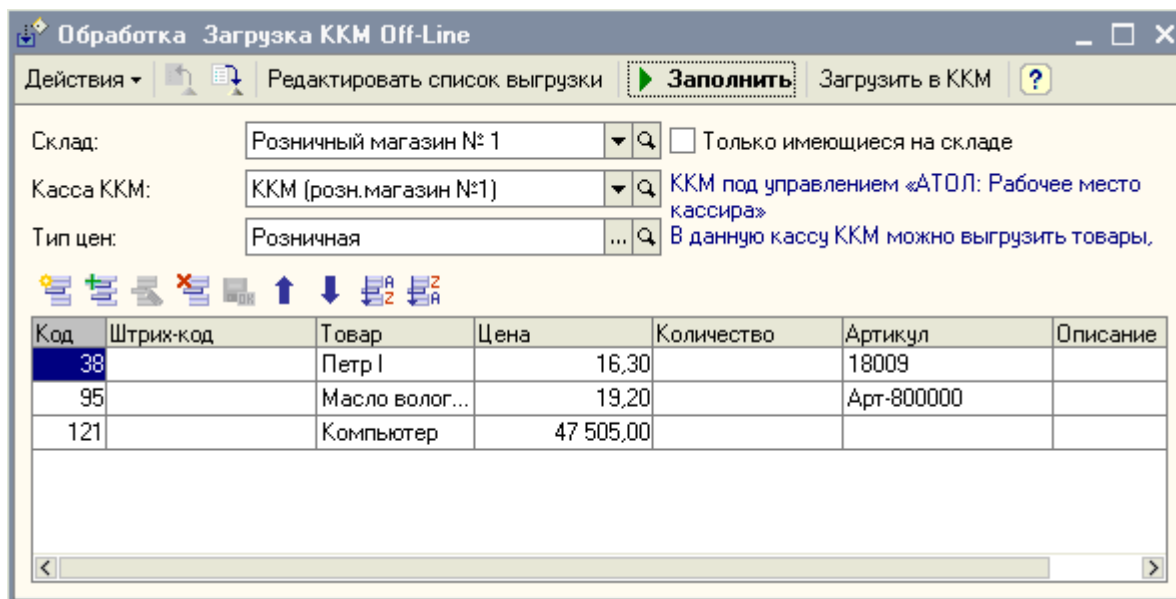 Обработка Загрузка ККМ Off-Line
Действия Редактировать список выгрузки Заполнить Загрузить в ККМ ?
Склад: Розничный магазин № 1 Только имеющиеся на складе
Касса ККМ: ККМ (розн.магазин №1) ККМ под управлением «АТОЛ: Рабочее место
кассира»
Тип цен: Розничная ... В данную кассу ККМ можно выгрузить товары,
Код Штрих-код Товар Цена Количество Артикул Описание
38 Петр I 16,30 18009
95 Масло волог... 19,20 Арт-800000
121 Компьютер 47 505,00